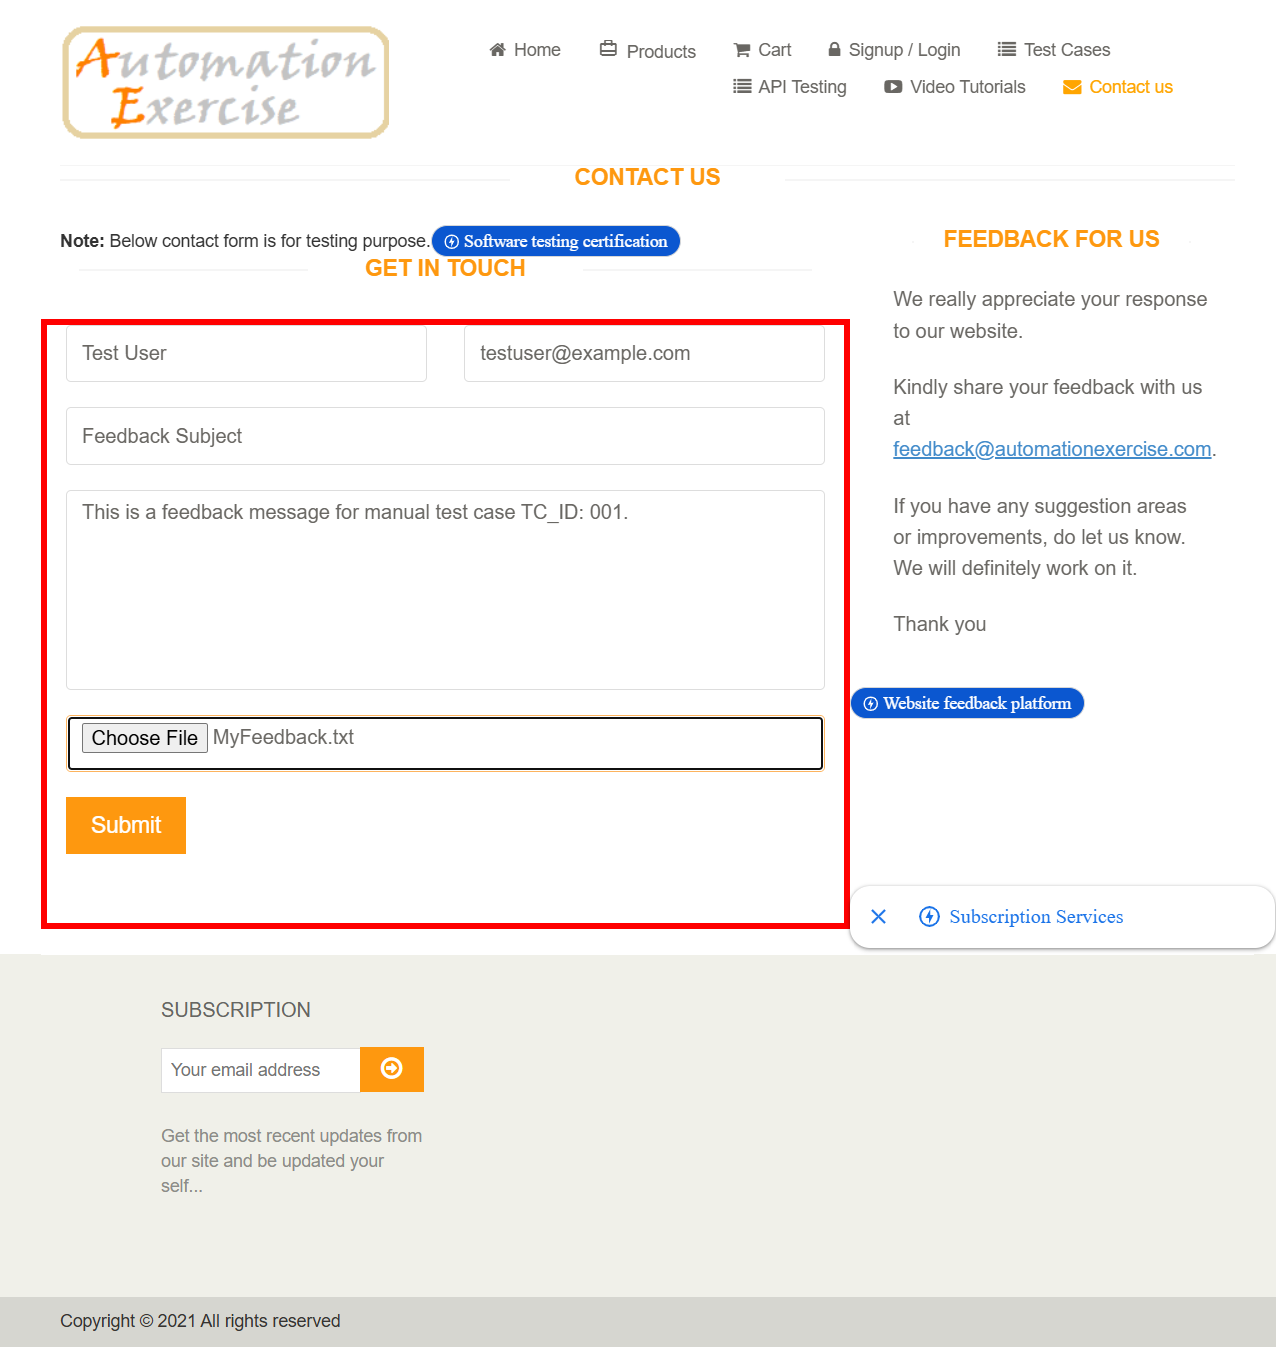 Automation
Exercise
Home
Products
Cart
Signup / Login
Test Cases
API Testing
Video Tutorials
Contact us
CONTACT US
Note: Below contact form is for testing purpose.
Software testing certification
GET IN TOUCH
Test User
testuser@example.com
Feedback Subject
This is a feedback message for manual test case TC_ID: 001.
Choose File MyFeedback.txt
Submit
FEEDBACK FOR US
We really appreciate your response
to our website.
Kindly share your feedback with us
at
feedback@automationexercise.com.
If you have any suggestion areas
or improvements, do let us know.
We will definitely work on it.
Thank you
Website feedback platform
Subscription Services
SUBSCRIPTION
Your email address
Get the most recent updates from
our site and be updated your
self...
Copyright © 2021 All rights reserved